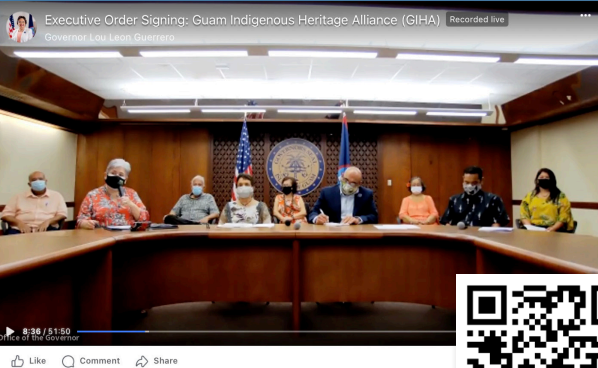 Executive Order Signing: Guam Indigenous Heritage Alliance (GIHA) Recorded live
Governor Lou Leon Guerrero
8:36 / 51:50
Office of the Governor
Like Comment Share